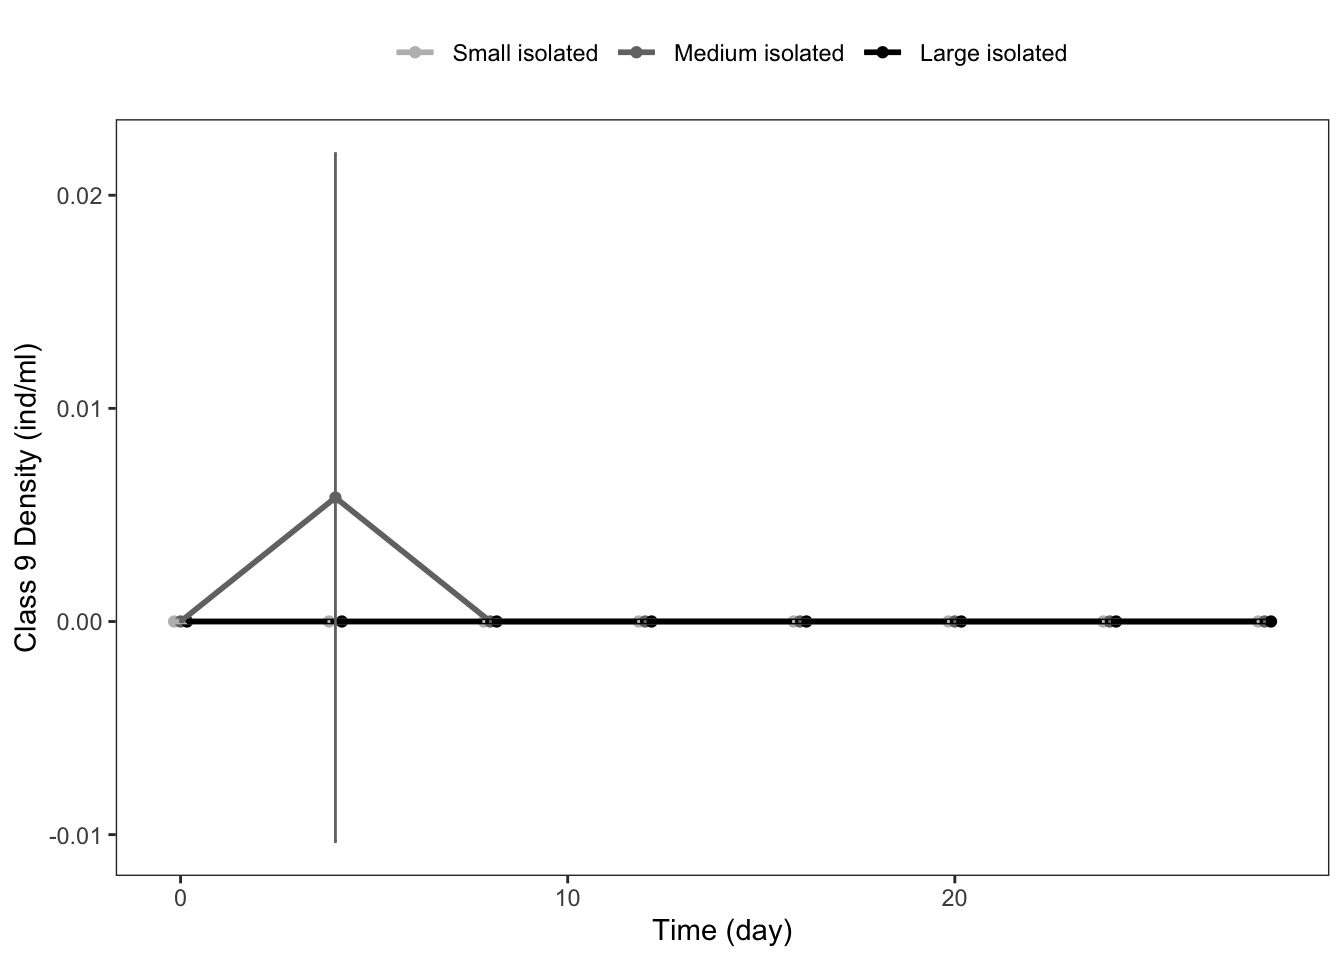 Small isolated Medium isolated Large isolated
Class 9 Density (ind/ml)
0.02
0.01
0.00
-0.01
0 10 20
Time (day)